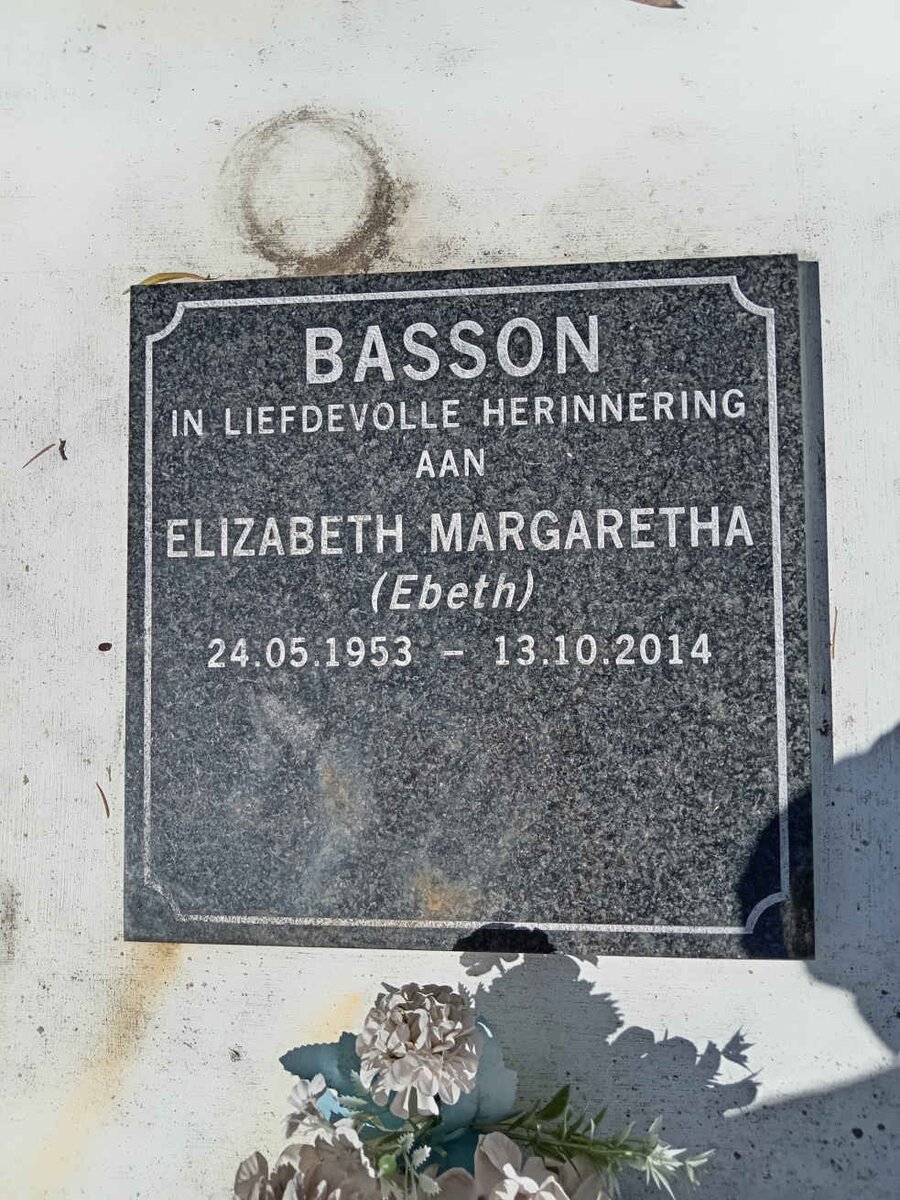 BASSON
IN LIEFDEVOLLE HERINNERING
AAN
ELIZABETH MARGARETHA
(Ebeth)
24.05.1953 – 13.10.2014